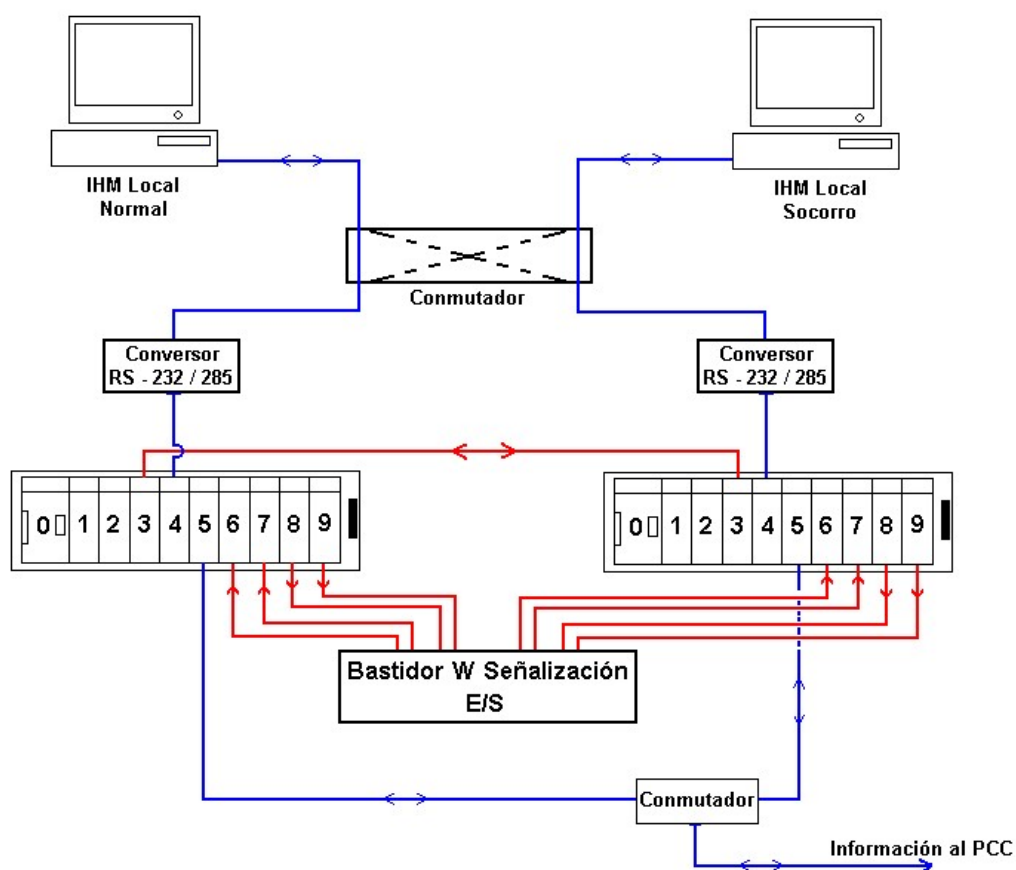 IHM Local
Normal
IHM Local
Socorro
Conmutador
Conversor
RS - 232 / 285
Conversor
RS - 232 / 285
0 1 2 3 4 5 6 7 8 9
0 1 2 3 4 5 6 7 8 9
Bastidor W Señalización
E/S
Conmutador
Información al PCC